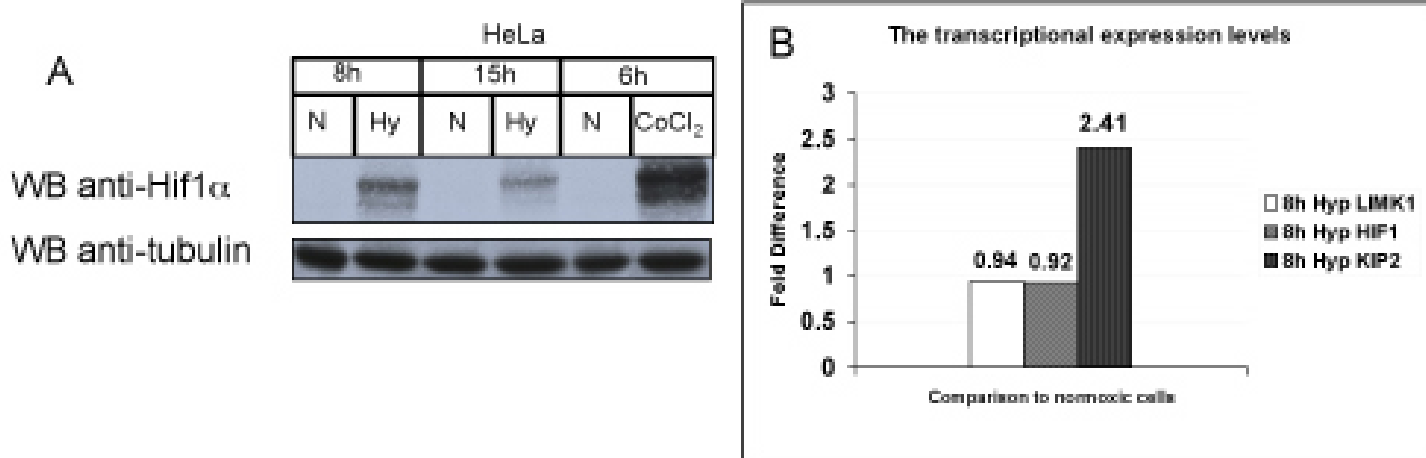 A
HeLa
8h 15h 6h
N Hy N Hy N CoCl₂
WB anti-Hif1α
WB anti-tubulin
B
The transcriptional expression levels
Fold Difference
3
2.5
2
1.5
1
0.5
0
0.94 0.92 2.41
Comparison to normoxic cells
8h Hyp LIMK1
8h Hyp HIF1
8h Hyp KIP2